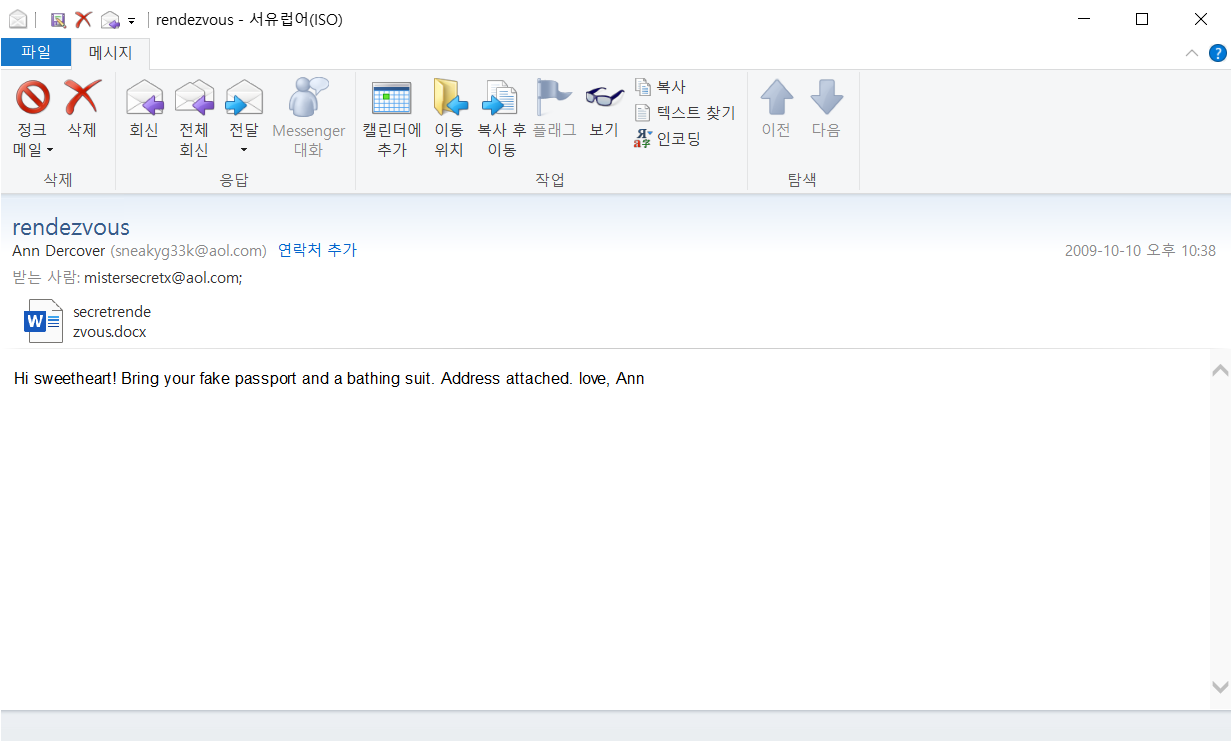 rendezvous - 서유럽어(ISO)
파일 메시지
?
정크 메일
삭제
회신
전체 회신
전달
Messenger 대화
캘린더에 추가
이동 위치
복사 후 이동
플래그
보기
복사
텍스트 찾기
인코딩
이전
다음
삭제 응답 작업 탐색
rendezvous
Ann Dercover (sneakyg33k@aol.com) 연락처 추가 2009-10-10 오후 10:38
받는 사람: mistersecretx@aol.com;
W
secretrende
zvous.docx
Hi sweetheart! Bring your fake passport and a bathing suit. Address attached. love, Ann